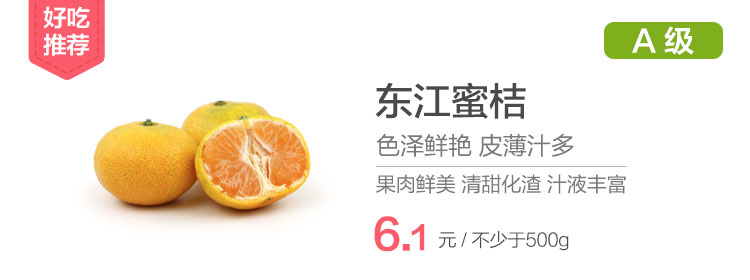 好吃
推荐
A 级
东江蜜桔
色泽鲜艳 皮薄汁多
果肉鲜美 清甜化渣 汁液丰富
6.1 元 / 不少于500g